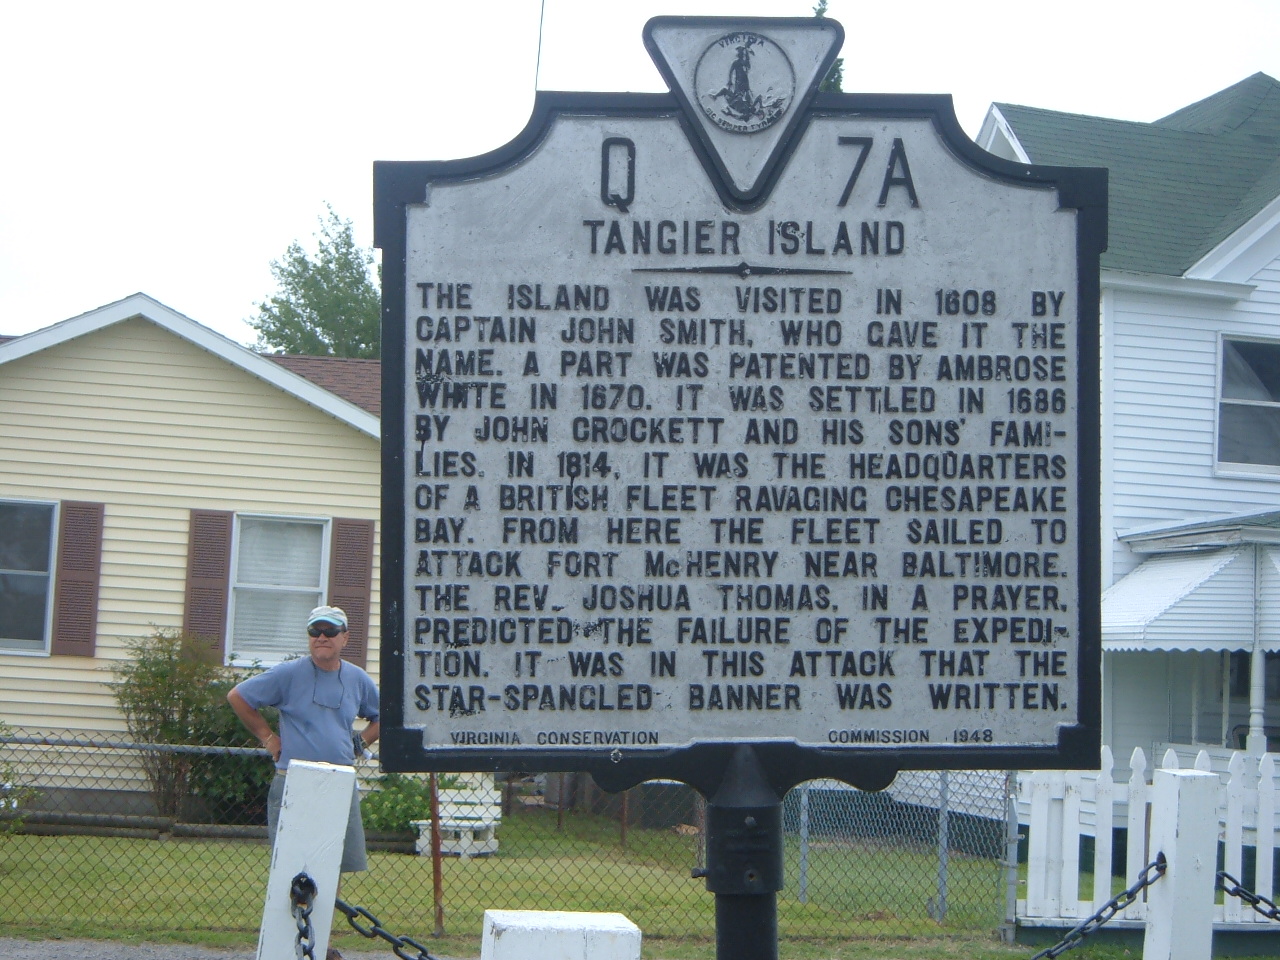 VIRGINIA
SIC SEMPER TYRANNIS
Q 7A
TANGIER ISLAND
THE ISLAND WAS VISITED IN 1608 BY
CAPTAIN JOHN SMITH, WHO GAVE IT THE
NAME. A PART WAS PATENTED BY AMBROSE
WHITE IN 1670. IT WAS SETTLED IN 1686
BY JOHN CROCKETT AND HIS SONS' FAMI-
LIES. IN 1814, IT WAS THE HEADQUARTERS
OF A BRITISH FLEET RAVAGING CHESAPEAKE
BAY. FROM HERE THE FLEET SAILED TO
ATTACK FORT McHENRY NEAR BALTIMORE.
THE REV. JOSHUA THOMAS, IN A PRAYER,
PREDICTED THE FAILURE OF THE EXPEDI-
TION. IT WAS IN THIS ATTACK THAT THE
STAR-SPANGLED BANNER WAS WRITTEN.
VIRGINIA CONSERVATION COMMISSION 1948